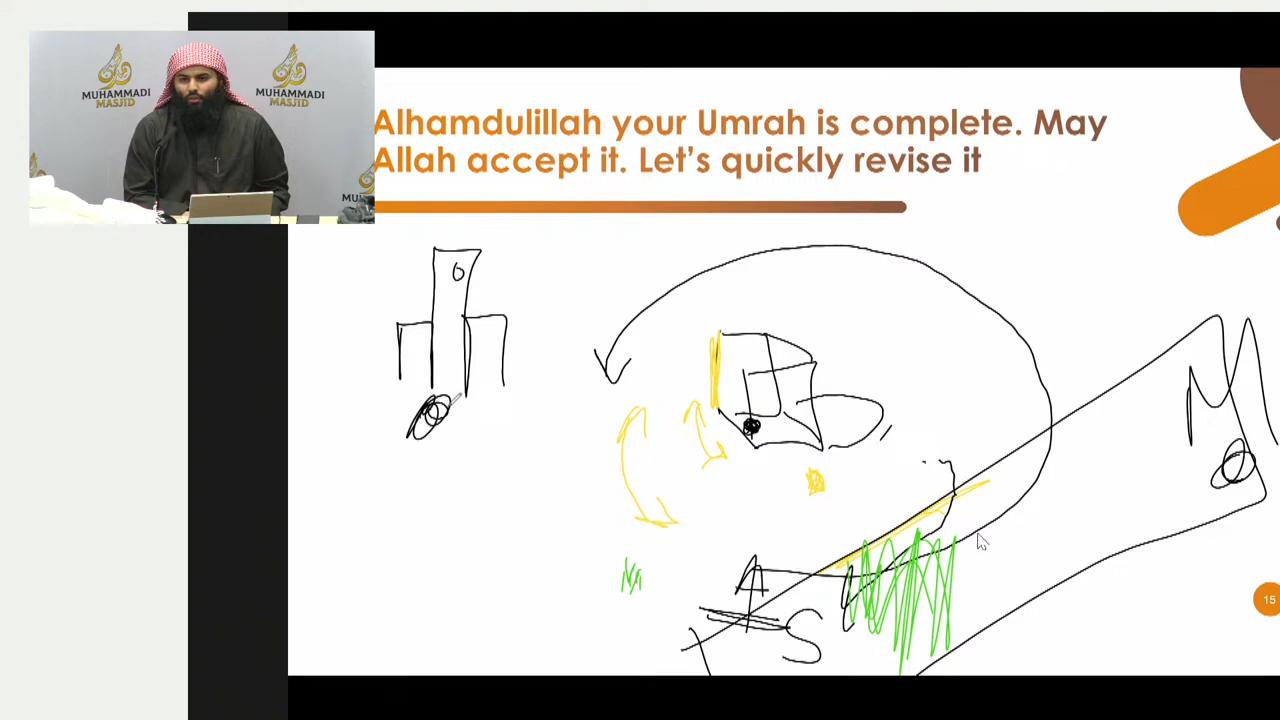 MUHAMMADI
MASJID
MUHAMMADI
MASJID
Alhamdulillah your Umrah is complete. May
Allah accept it. Let's quickly revise it
M
A
S
15